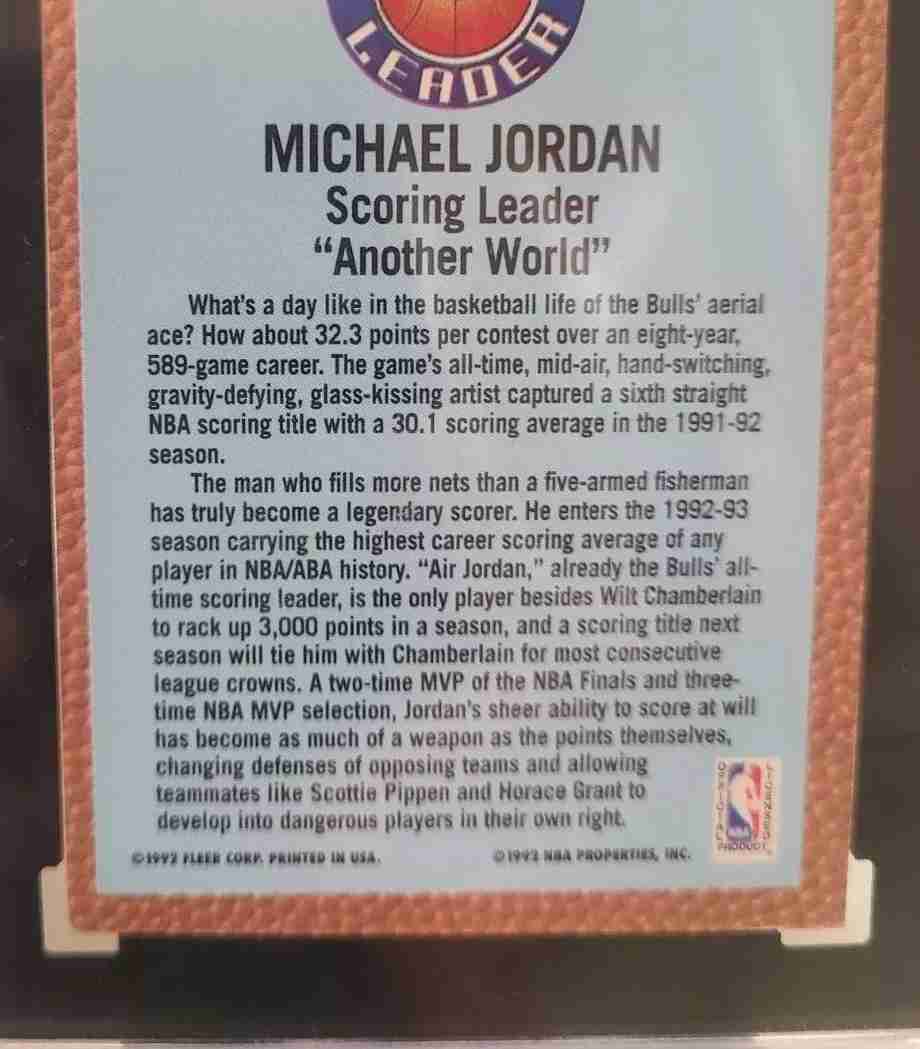 LEADER
MICHAEL JORDAN
Scoring Leader
“Another World”
What's a day like in the basketball life of the Bulls' aerial
ace? How about 32.3 points per contest over an eight-year,
589-game career. The game's all-time, mid-air, hand-switching,
gravity-defying, glass-kissing artist captured a sixth straight
NBA scoring title with a 30.1 scoring average in the 1991-92
season.
The man who fills more nets than a five-armed fisherman
has truly become a legendary scorer. He enters the 1992-93
season carrying the highest career scoring average of any
player in NBA/ABA history. “Air Jordan,” already the Bulls' all-
time scoring leader, is the only player besides Wilt Chamberlain
to rack up 3,000 points in a season, and a scoring title next
season will tie him with Chamberlain for most consecutive
league crowns. A two-time MVP of the NBA Finals and three-
time NBA MVP selection, Jordan's sheer ability to score at will
has become as much of a weapon as the points themselves,
changing defenses of opposing teams and allowing
teammates like Scottie Pippen and Horace Grant to
develop into dangerous players in their own right.
OFFICIAL
LICENSED
NBA
PRODUCT
©1992 FLEER CORP. PRINTED IN USA.
©1992 NBA PROPERTIES, INC.